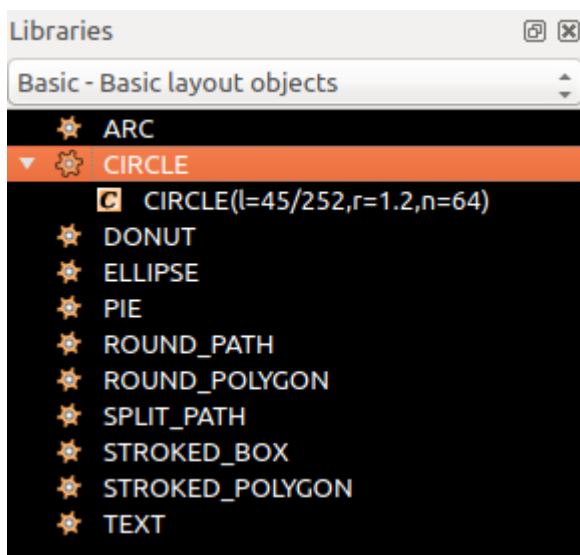 Libraries
Basic - Basic layout objects
ARC
CIRCLE
C CIRCLE(l=45/252,r=1.2,n=64)
DONUT
ELLIPSE
PIE
ROUND_PATH
ROUND_POLYGON
SPLIT_PATH
STROKED_BOX
STROKED_POLYGON
TEXT